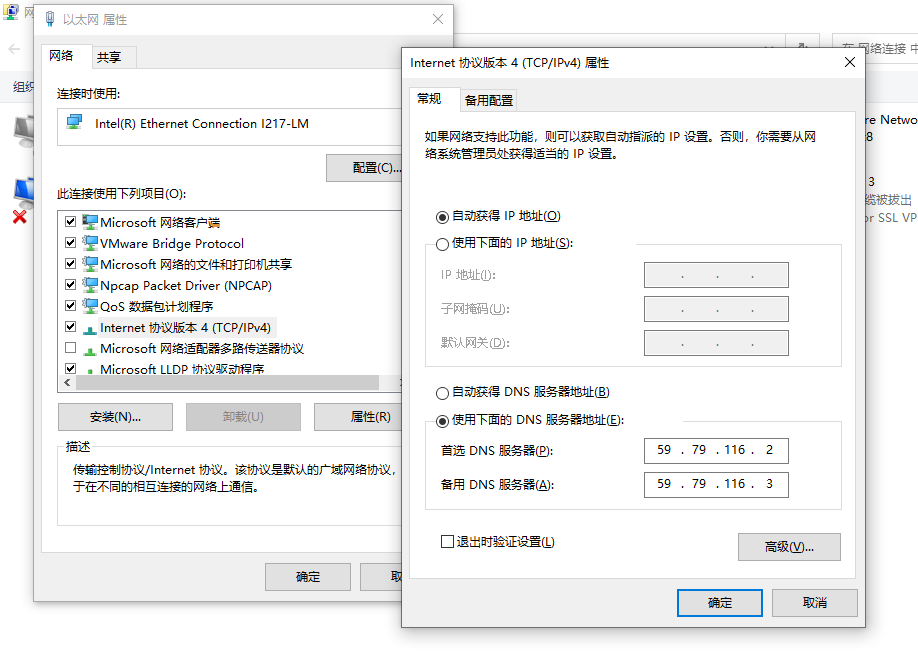 网
以太网 属性
网络
共享
连接时使用:
Intel(R) Ethernet Connection I217-LM
配置(C)...
此连接使用下列项目(O):
Microsoft 网络客户端
VMware Bridge Protocol
Microsoft 网络的文件和打印机共享
Npcap Packet Driver (NPCAP)
QoS 数据包计划程序
Internet 协议版本 4 (TCP/IPv4)
Microsoft 网络适配器多路传送器协议
Microsoft LLDP 协议驱动程序
安装(N)...
卸载(U)
属性(R)
描述
传输控制协议/Internet 协议。该协议是默认的广域网络协议，
于在不同的相互连接的网络上通信。
确定
取
组织
Internet 协议版本 4 (TCP/IPv4) 属性
常规
备用配置
如果网络支持此功能，则可以获取自动指派的 IP 设置。否则，你需要从网
络系统管理员处获得适当的 IP 设置。
自动获得 IP 地址(O)
使用下面的 IP 地址(S):
IP 地址(I):
子网掩码(U):
默认网关(D):
自动获得 DNS 服务器地址(B)
使用下面的 DNS 服务器地址(E):
首选 DNS 服务器(P):
59 . 79 . 116 . 2
备用 DNS 服务器(A):
59 . 79 . 116 . 3
退出时验证设置(L)
高级(V)...
确定
取消
在 网络连接 中
re Netwo
8
3
缆被拔出
or SSL VP